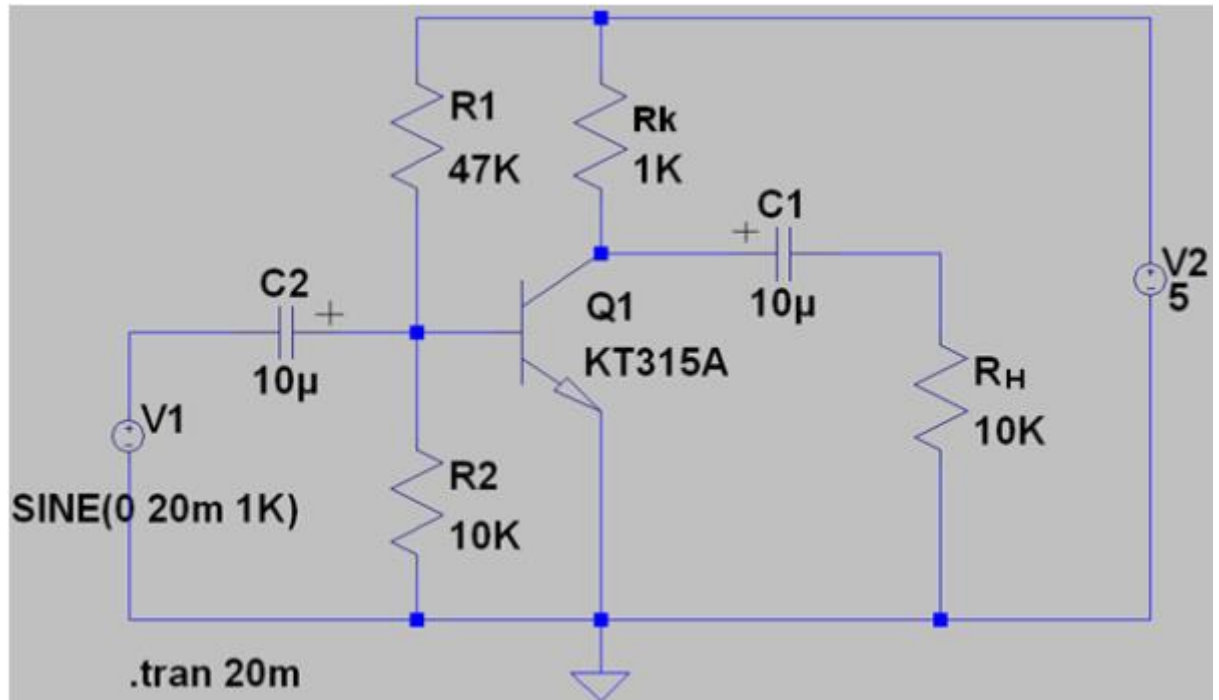 R1
47K
Rk
1K
C1
10µ
V2
5
C2
10µ
Q1
KT315A
RH
10K
V1
SINE(0 20m 1K)
R2
10K
.tran 20m